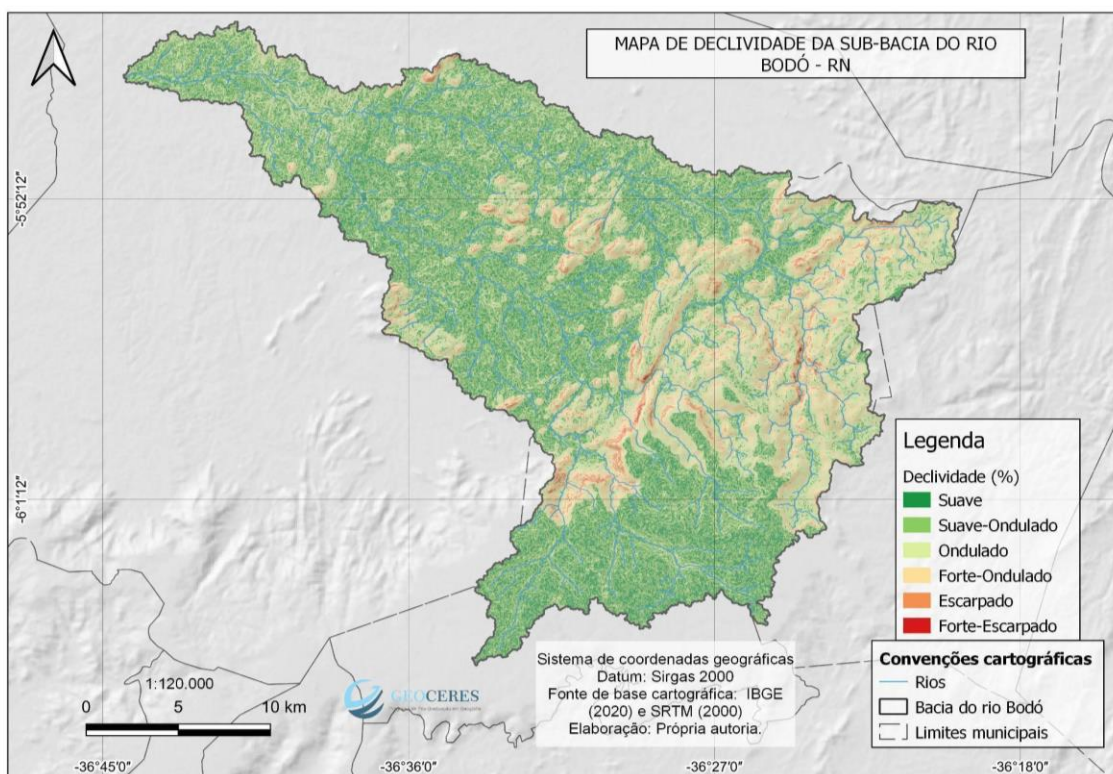 MAPA DE DECLIVIDADE DA SUB-BACIA DO RIO
BODÓ - RN
-5°52'12"
-6°1'12"
Legenda
Declividade (%)
Suave
Suave-Ondulado
Ondulado
Forte-Ondulado
Escarpado
Forte-Escarpado
Convenções cartográficas
Rios
Bacia do rio Bodó
Limites municipais
Sistema de coordenadas geográficas
Datum: Sirgas 2000
Fonte de base cartográfica: IBGE
(2020) e SRTM (2000)
Elaboração: Própria autoria.
GEOCERES
1:120.000
0 5 10 km
-36°45'0" -36°36'0" -36°27'0" -36°18'0"